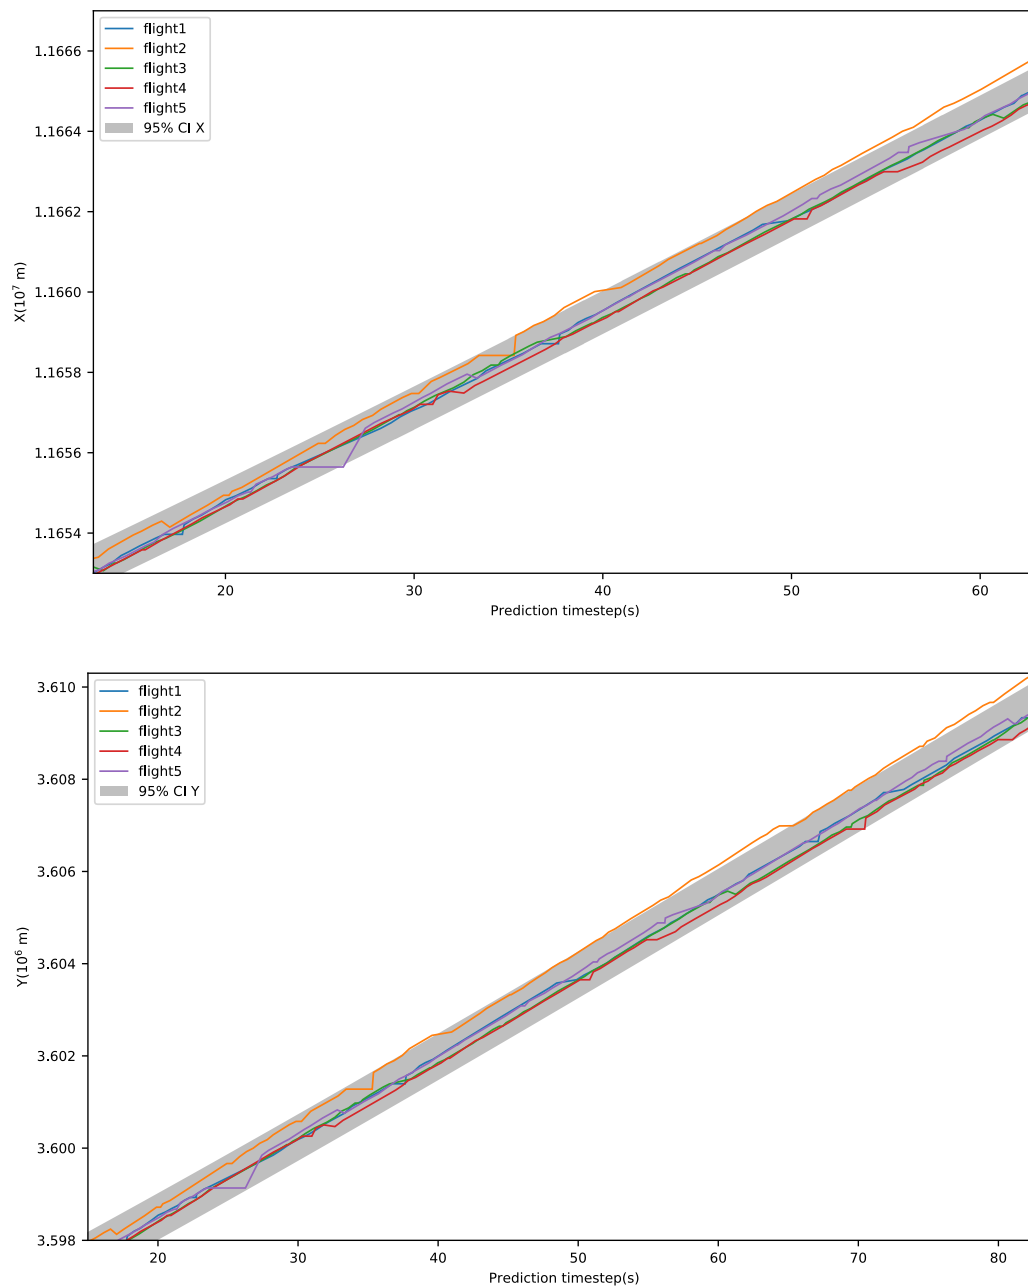 1.1666
1.1664
1.1662
1.1660
1.1658
1.1656
1.1654
X(10⁷ m)
flight1
flight2
flight3
flight4
flight5
95% CI X
20 30 40 50 60
Prediction timestep(s)
3.610
3.608
3.606
3.604
3.602
3.600
3.598
Y(10⁶ m)
flight1
flight2
flight3
flight4
flight5
95% CI Y
20 30 40 50 60 70 80
Prediction timestep(s)